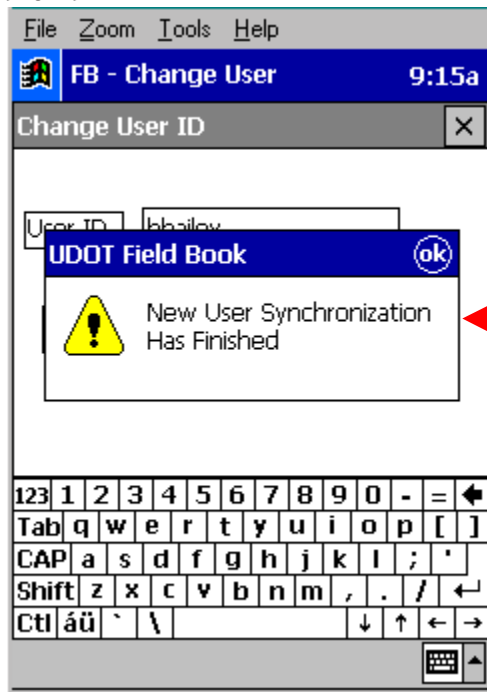 File Zoom Tools Help
FB - Change User 9:15a
Change User ID
User ID bbailey
UDOT Field Book ok
New User Synchronization
Has Finished
123 1 2 3 4 5 6 7 8 9 0 - =
Tab q w e r t y u i o p [ ]
CAP a s d f g h j k l ; '
Shift z x c v b n m , . /
Ctl áü ` \ ↓ ↑ ← →